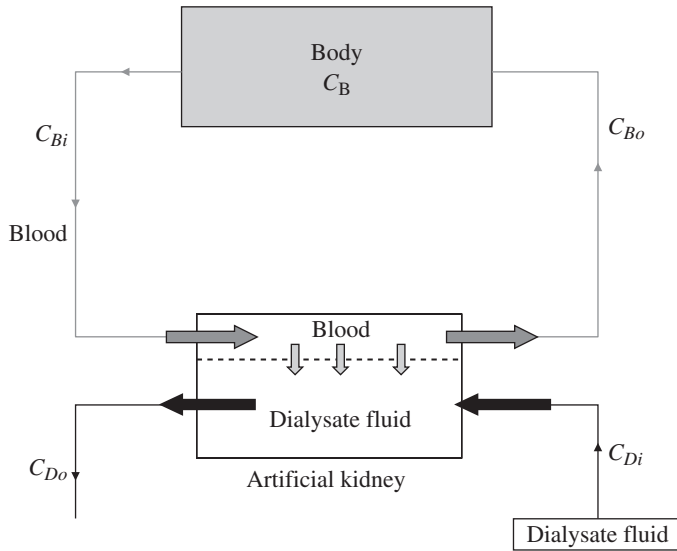 Body
C_B
C_Bi
C_Bo
Blood
Blood
Dialysate fluid
C_Do
Artificial kidney
C_Di
Dialysate fluid